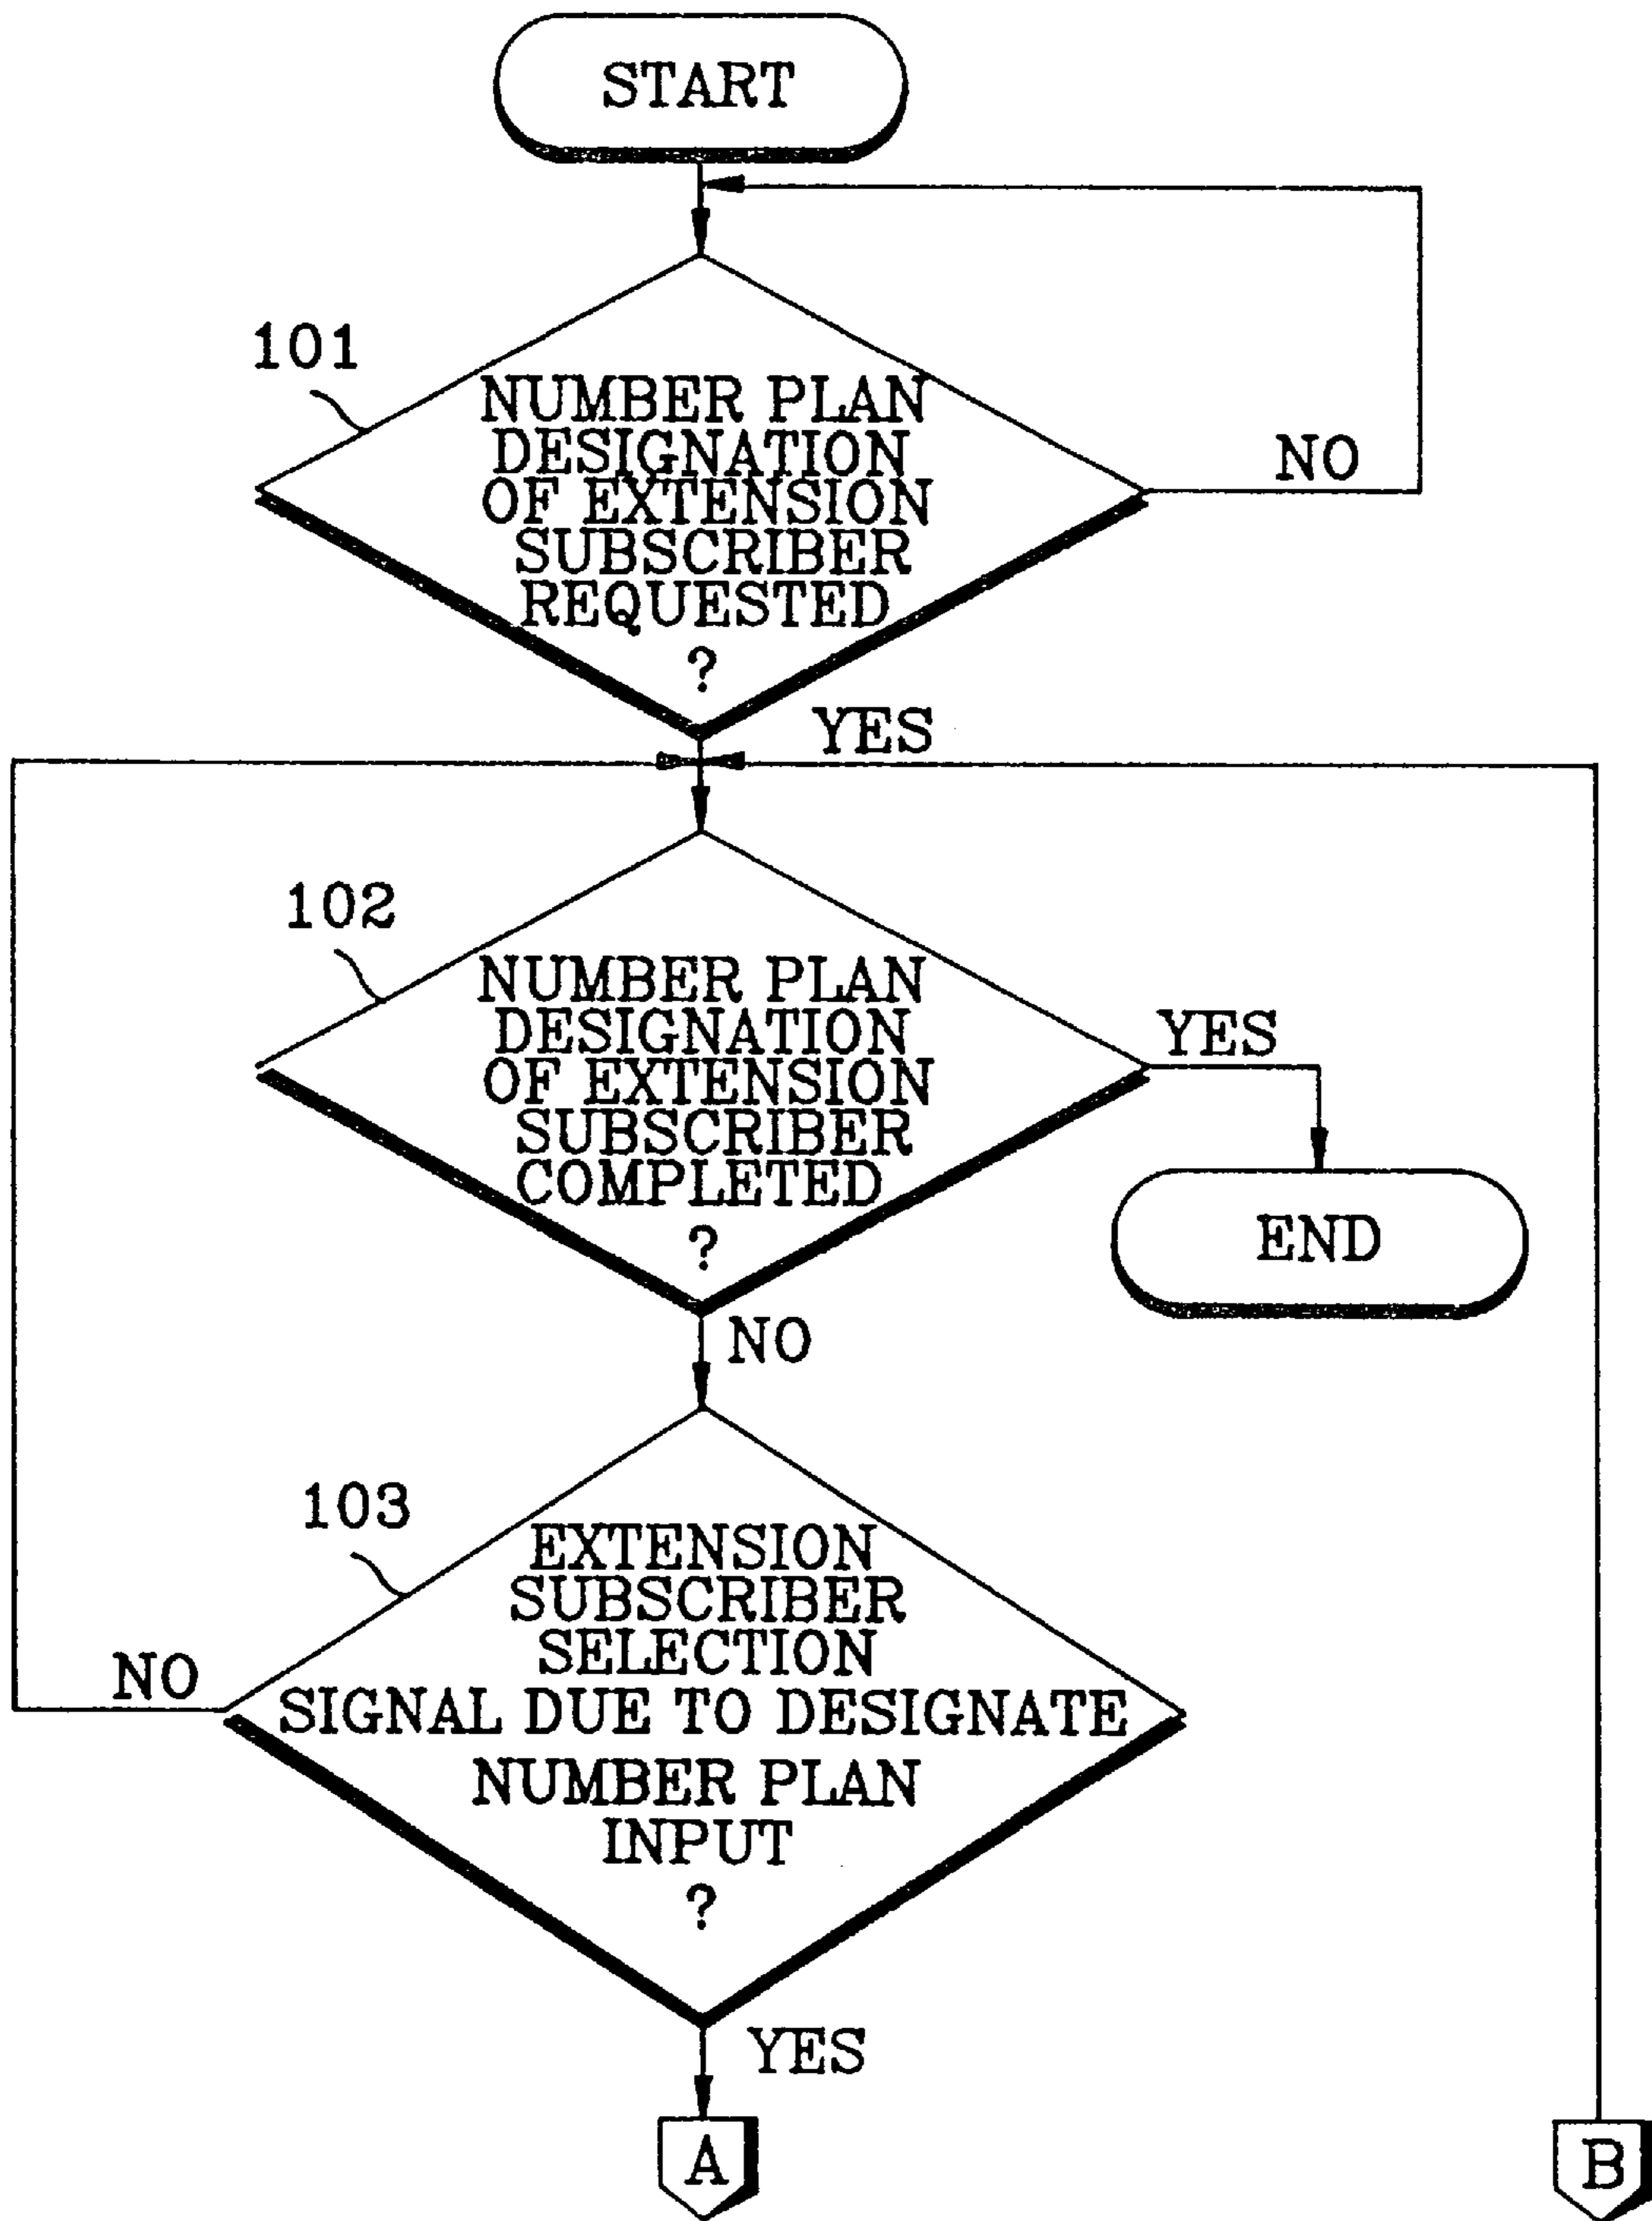 START
101
NUMBER PLAN
DESIGNATION
OF EXTENSION
SUBSCRIBER
REQUESTED
?
NO
YES
102
NUMBER PLAN
DESIGNATION
OF EXTENSION
SUBSCRIBER
COMPLETED
?
YES
END
NO
103
EXTENSION
SUBSCRIBER
SELECTION
SIGNAL DUE TO DESIGNATE
NUMBER PLAN
INPUT
?
NO
YES
A
B